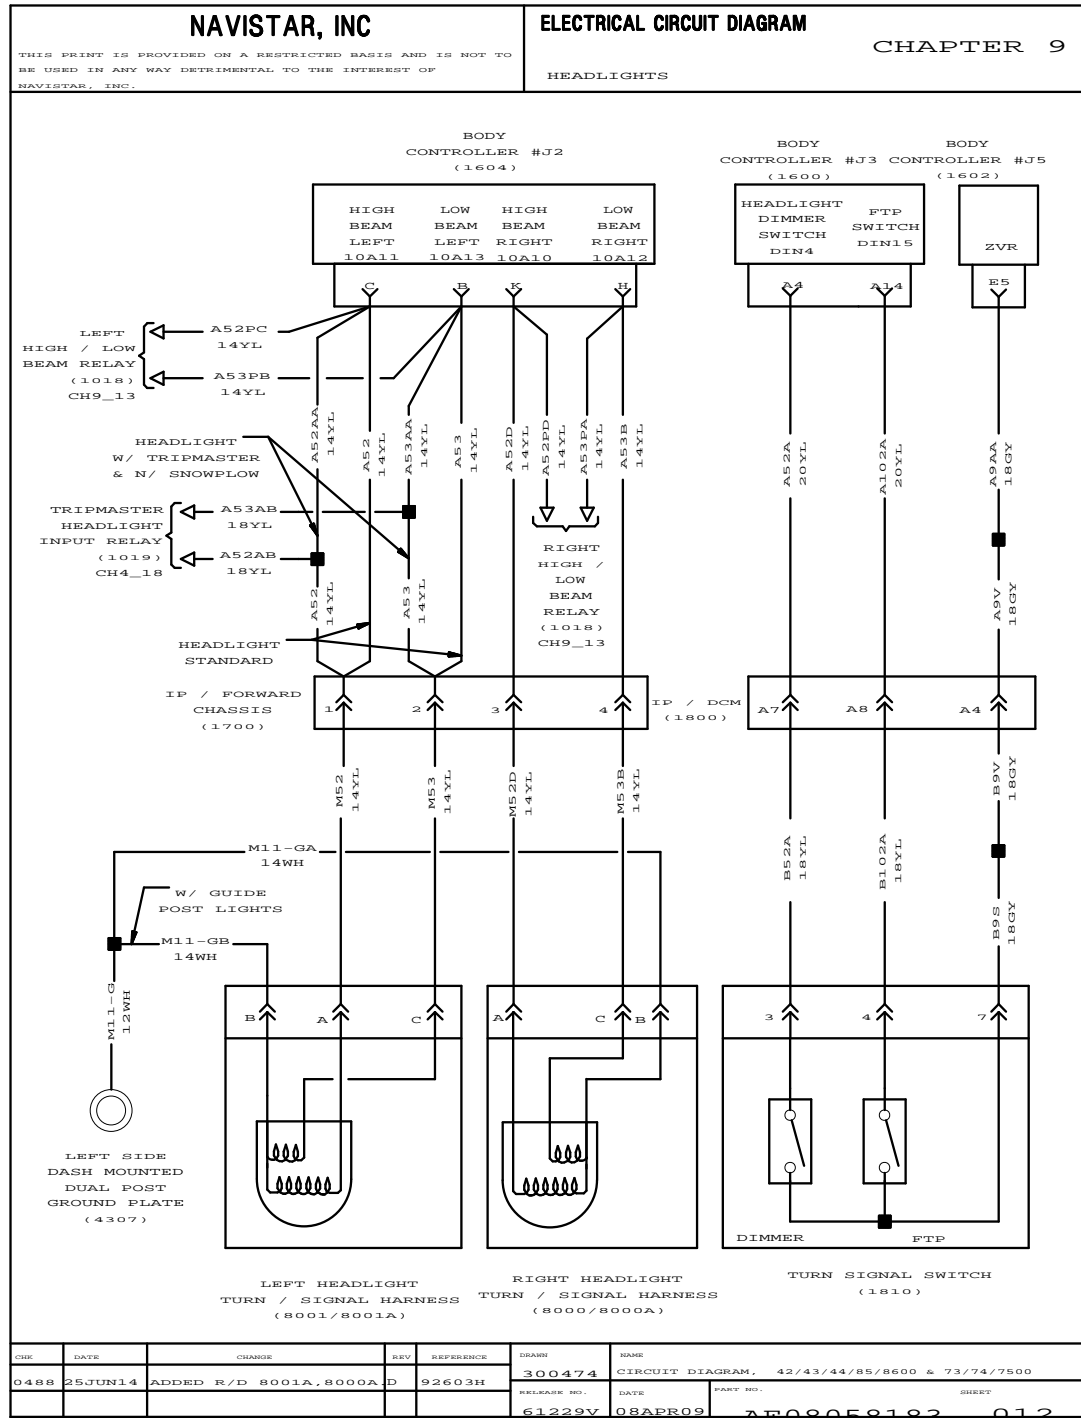 NAVISTAR, INC
THIS PRINT IS PROVIDED ON A RESTRICTED BASIS AND IS NOT TO
BE USED IN ANY WAY DETRIMENTAL TO THE INTEREST OF
NAVISTAR, INC.
ELECTRICAL CIRCUIT DIAGRAM
CHAPTER 9
HEADLIGHTS
BODY
CONTROLLER #J2
(1604)
BODY
CONTROLLER #J3
(1600)
BODY
CONTROLLER #J5
(1602)
HIGH
BEAM
LEFT
10A11
LOW
BEAM
LEFT
10A13
HIGH
BEAM
RIGHT
10A10
LOW
BEAM
RIGHT
10A12
HEADLIGHT
DIMMER
SWITCH
DIN4
FTP
SWITCH
DIN15
ZVR
C
B
K
H
A4
A14
E5
LEFT
HIGH / LOW
BEAM RELAY
(1018)
CH9_13
A52PC
14YL
A53PB
14YL
HEADLIGHT
W/ TRIPMASTER
& N/ SNOWPLOW
A52AA
14YL
A52
14YL
A53AA
14YL
A53
14YL
A52D
14YL
A52PD
14YL
A53PA
14YL
A53B
14YL
A52A
20YL
A102A
20YL
A9AA
18GY
TRIPMASTER
HEADLIGHT
INPUT RELAY
(1019)
CH4_18
A53AB
18YL
A52AB
18YL
RIGHT
HIGH /
LOW
BEAM
RELAY
(1018)
CH9_13
A52
14YL
A53
14YL
A9V
18GY
HEADLIGHT
STANDARD
IP / FORWARD
CHASSIS
(1700)
1
2
3
4
IP / DCM
(1800)
A7
A8
A4
M52
14YL
M53
14YL
M52D
14YL
M53B
14YL
B9V
18GY
B52A
18YL
B102A
18YL
B9S
18GY
M11-GA
14WH
W/ GUIDE
POST LIGHTS
M11-GB
14WH
M11-G
12WH
B
A
C
A
C
B
3
4
7
LEFT SIDE
DASH MOUNTED
DUAL POST
GROUND PLATE
(4307)
DIMMER
FTP
LEFT HEADLIGHT
TURN / SIGNAL HARNESS
(8001/8001A)
RIGHT HEADLIGHT
TURN / SIGNAL HARNESS
(8000/8000A)
TURN SIGNAL SWITCH
(1810)
CHK
DATE
CHANGE
REV
REFERENCE
DRAWN
NAME
0488
25JUN14
ADDED R/D 8001A,8000A
D
92603H
300474
CIRCUIT DIAGRAM, 42/43/44/85/8600 & 73/74/7500
RELEASE NO.
DATE
PART NO.
SHEET
61229V
08APR09
AE08058182
012